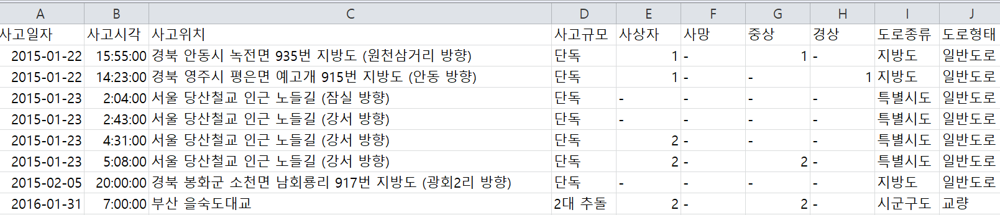 A B C D E F G H I J
사고일자 사고시각 사고위치 사고규모 사상자 사망 중상 경상 도로종류 도로형태
2015-01-22 15:55:00 경북 안동시 녹전면 935번 지방도 (원천삼거리 방향) 단독 1 - 1 - 지방도 일반도로
2015-01-22 14:23:00 경북 영주시 평은면 예고개 915번 지방도 (안동 방향) 단독 1 - - 1 지방도 일반도로
2015-01-23 2:04:00 서울 당산철교 인근 노들길 (잠실 방향) 단독 - - - - 특별시도 일반도로
2015-01-23 2:43:00 서울 당산철교 인근 노들길 (강서 방향) 단독 - - - - 특별시도 일반도로
2015-01-23 4:31:00 서울 당산철교 인근 노들길 (강서 방향) 단독 2 - - - 특별시도 일반도로
2015-01-23 5:08:00 서울 당산철교 인근 노들길 (강서 방향) 단독 2 - 2 - 특별시도 일반도로
2015-02-05 20:00:00 경북 봉화군 소천면 남회룡리 917번 지방도 (광회2리 방향) 단독 - - - - 지방도 일반도로
2016-01-31 7:00:00 부산 을숙도대교 2대 추돌 2 - 2 - 시군구도 교량